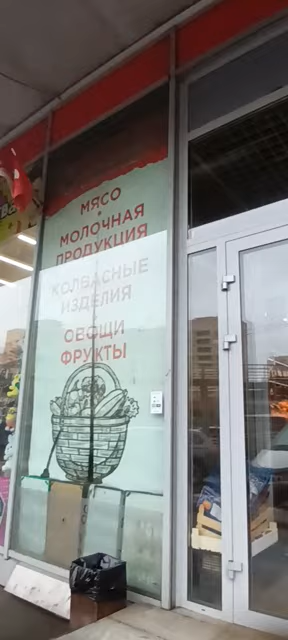 МЯСО
МОЛОЧНАЯ
ПРОДУКЦИЯ
КОЛБАСНЫЕ
ИЗДЕЛИЯ
ОВОЩИ
ФРУКТЫ